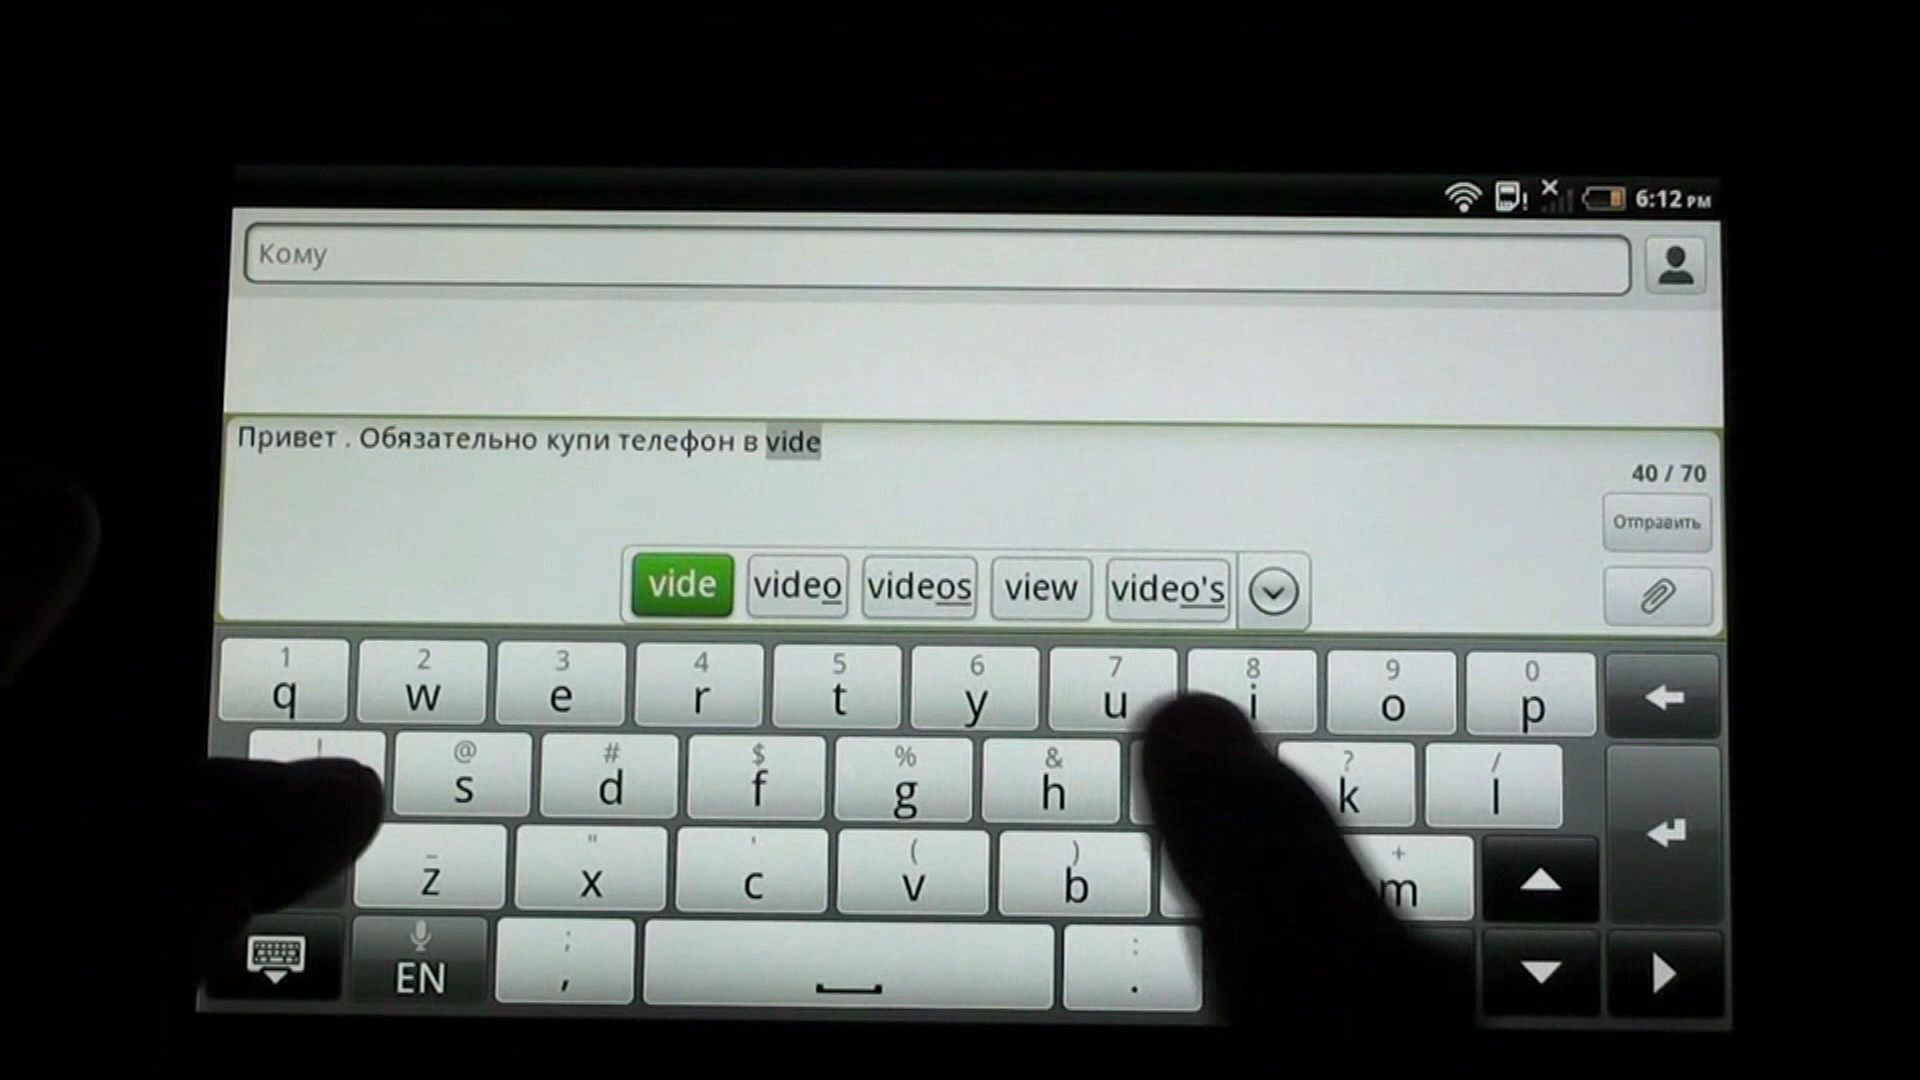 6:12 PM
Кому
Привет . Обязательно купи телефон в vide
40 / 70
Отправить
vide video videos view video's
1 2 3 4 5 6 7 8 9 0
q w e r t y u i o p
! @ # $ % & ? /
s d f g h k l
_ " ' ( ) +
z x c v b m
; :
EN , .